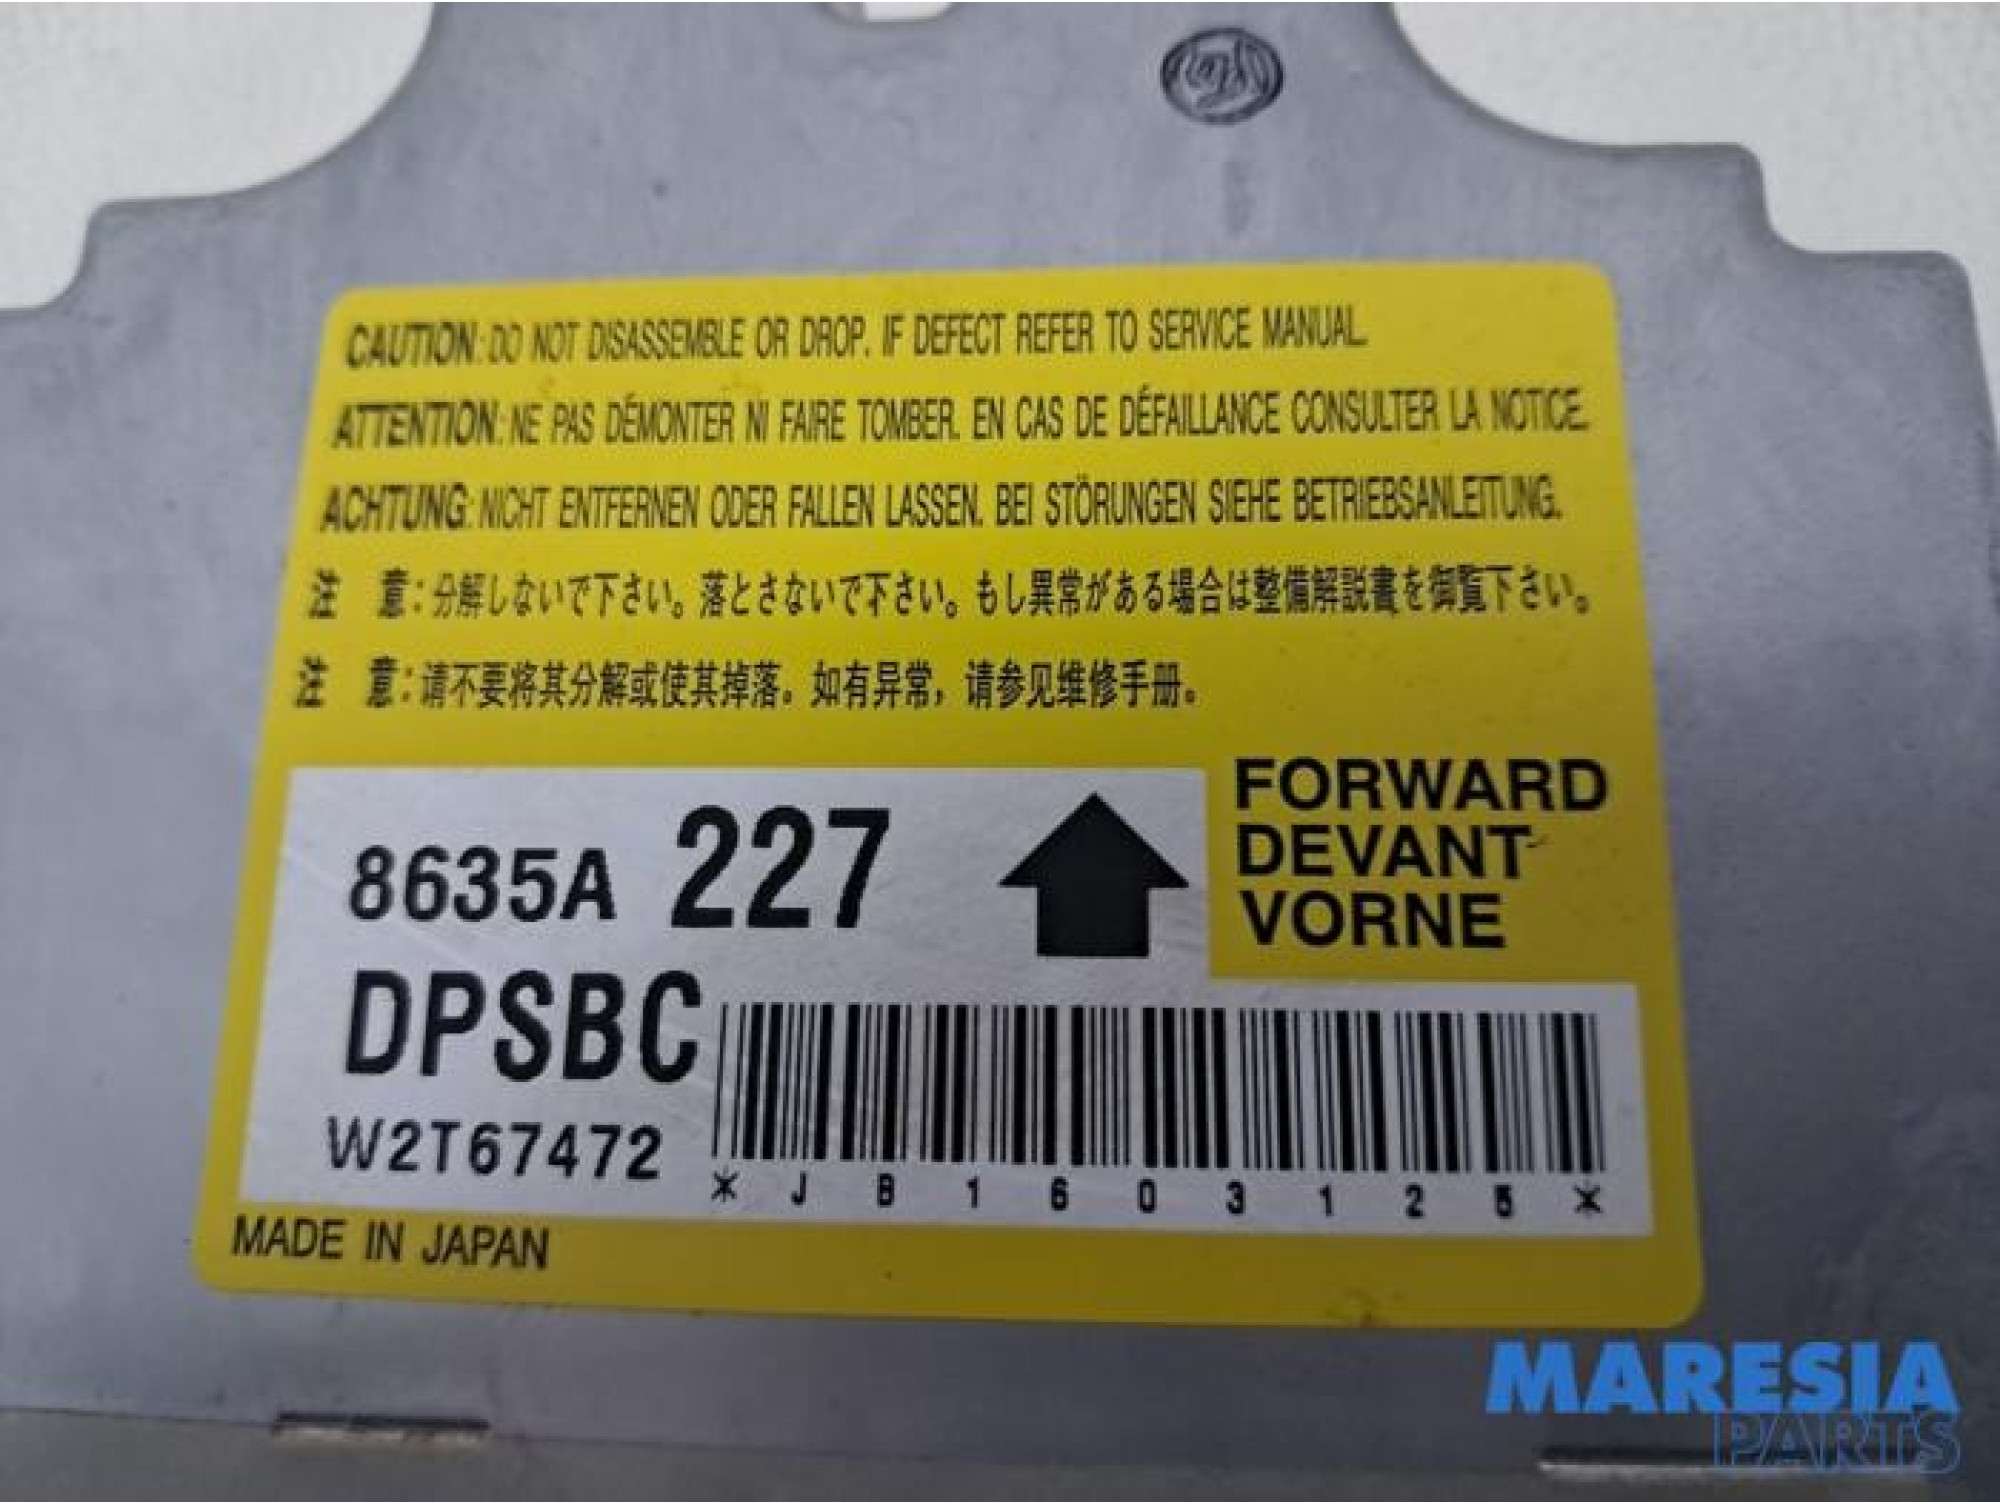 CAUTION: DO NOT DISASSEMBLE OR DROP. IF DEFECT REFER TO SERVICE MANUAL.
ATTENTION: NE PAS DÉMONTER NI FAIRE TOMBER. EN CAS DE DÉFAILLANCE CONSULTER LA NOTICE.
ACHTUNG: NICHT ENTFERNEN ODER FALLEN LASSEN. BEI STÖRUNGEN SIEHE BETRIEBSANLEITUNG.
注 意：分解しないで下さい。落とさないで下さい。もし異常がある場合は整備解説書を御覧下さい。
注 意：请不要将其分解或使其掉落。如有异常，请参见维修手册。
8635A 227
FORWARD
DEVANT
VORNE
DPSBC
W2T67472
*JB1603125*
MADE IN JAPAN
MARESIA
PARTS